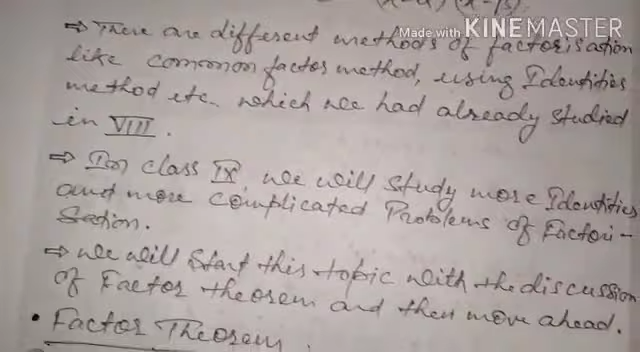 Made with KINEMASTER
⇒ There are different methods of factorisation
like common factor method, using Identities
method etc. which we had already studied
in VIII.
⇒ In class IX, we will study more Identities
and more complicated Problems of Factori-
sation.
⇒ we will start this topic with the discussion
of Factor theorem and then move ahead.
• Factor Theorem.